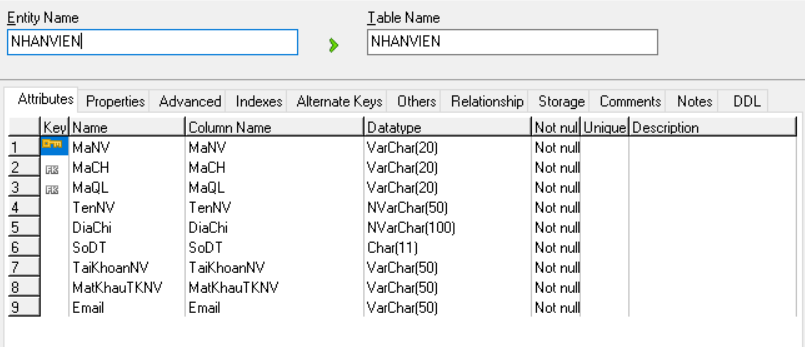 Entity Name Table Name
NHANVIEN NHANVIEN
Attributes Properties Advanced Indexes Alternate Keys Others Relationship Storage Comments Notes DDL
Key Name Column Name Datatype Not nul Unique Description
1 MaNV MaNV VarChar(20) Not null
2 FK MaCH MaCH VarChar(20) Not null
3 FK MaQL MaQL VarChar(20) Not null
4 TenNV TenNV NVarChar(50) Not null
5 DiaChi DiaChi NVarChar(100) Not null
6 SoDT SoDT Char(11) Not null
7 TaiKhoanNV TaiKhoanNV VarChar(50) Not null
8 MatKhauTKNV MatKhauTKNV VarChar(50) Not null
9 Email Email VarChar(50) Not null